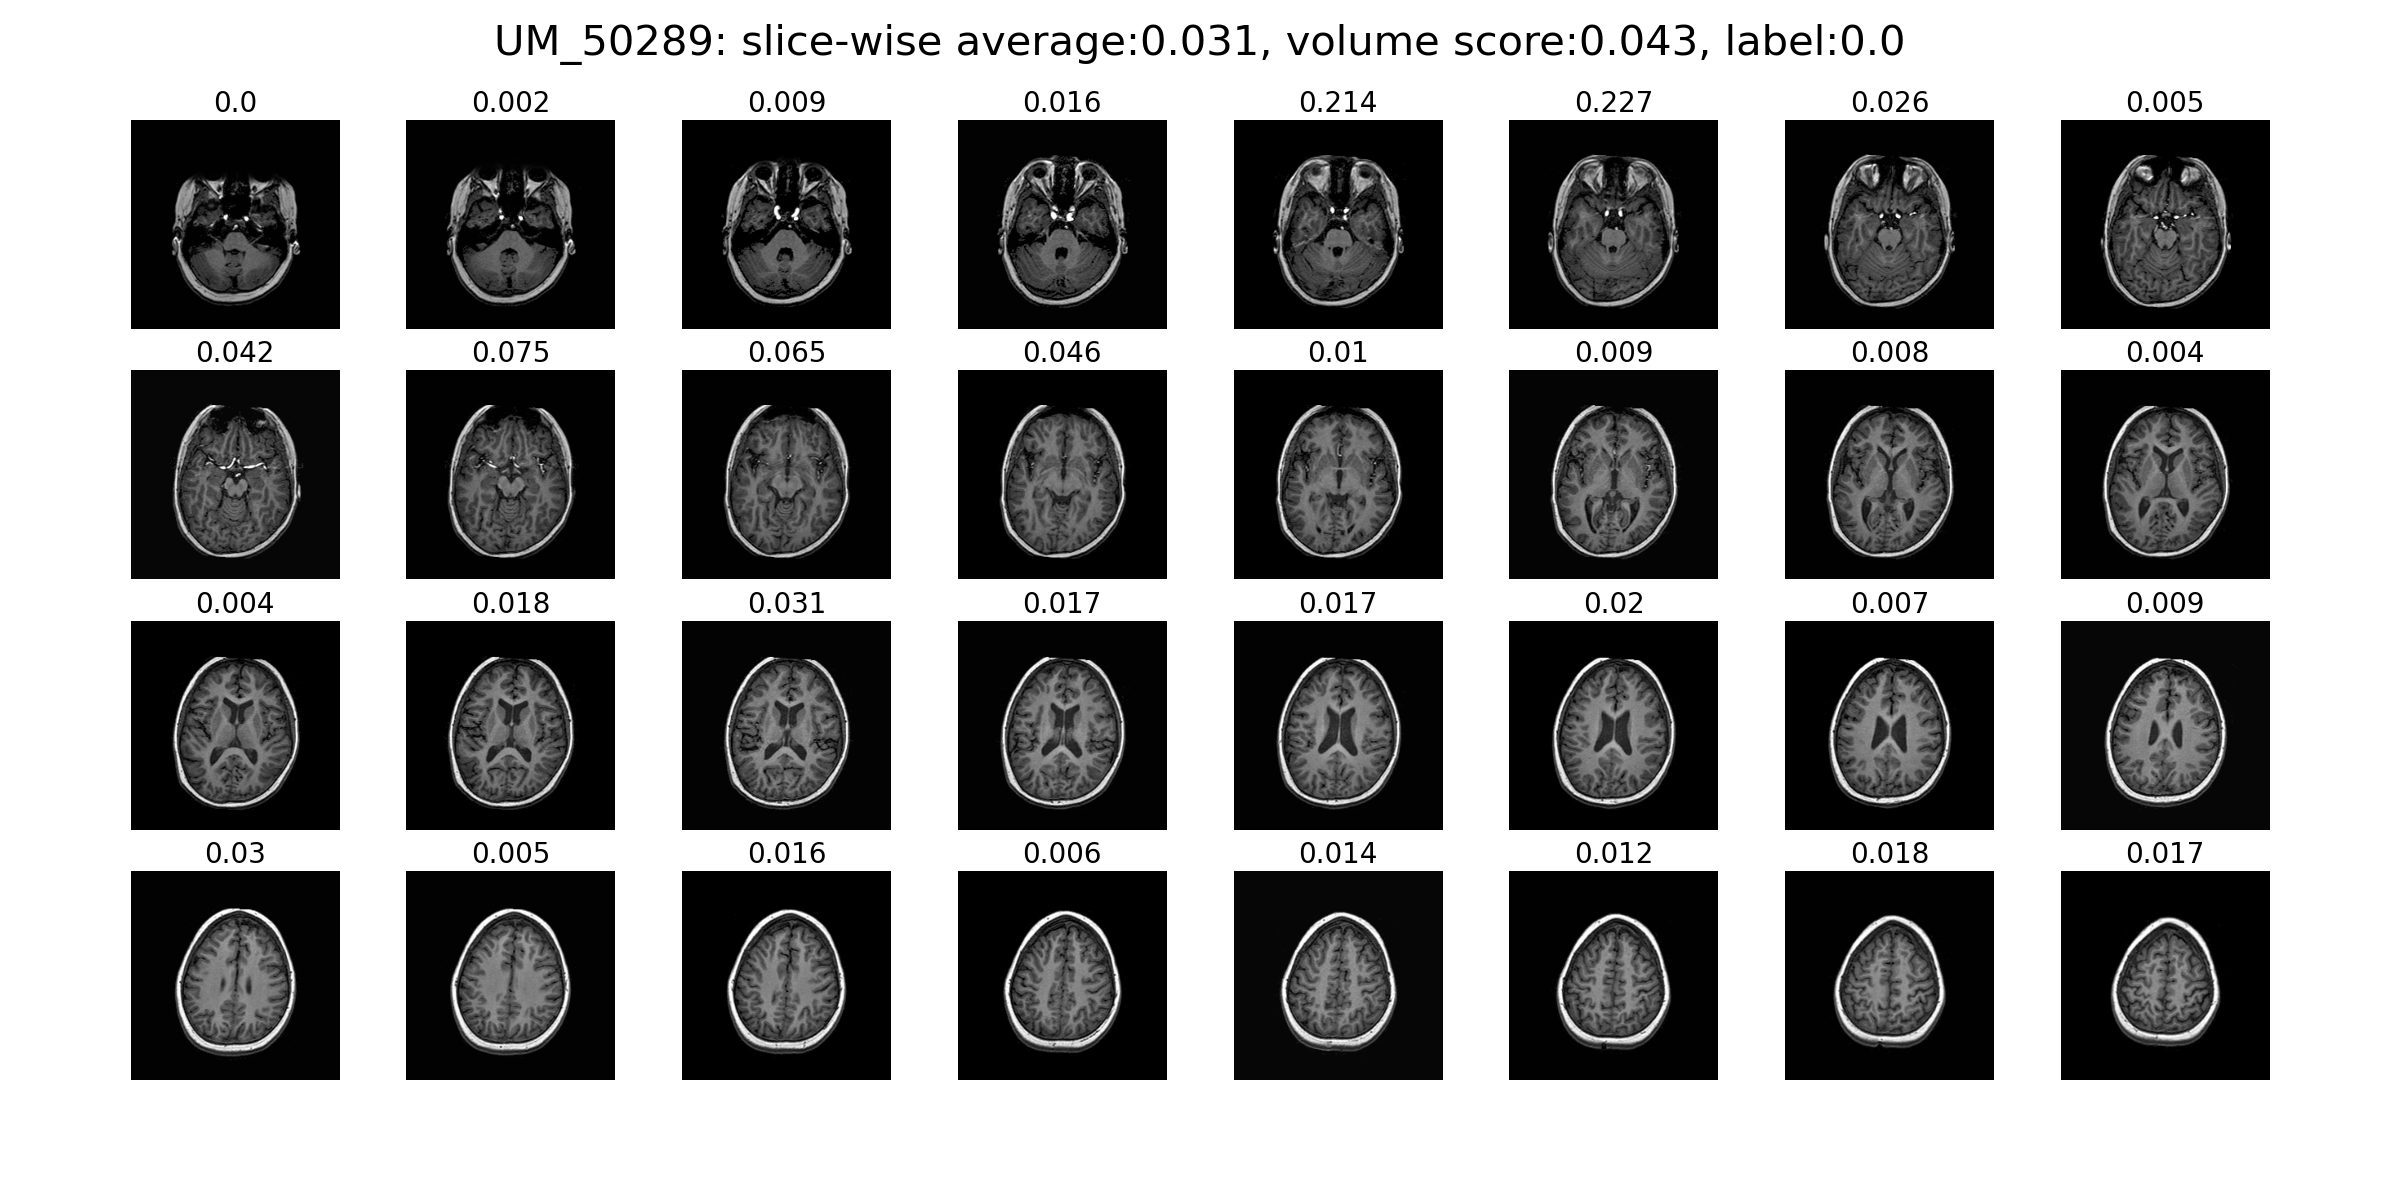 UM_50289: slice-wise average:0.031, volume score:0.043, label:0.0
0.0 0.002 0.009 0.016 0.214 0.227 0.026 0.005
0.042 0.075 0.065 0.046 0.01 0.009 0.008 0.004
0.004 0.018 0.031 0.017 0.017 0.02 0.007 0.009
0.03 0.005 0.016 0.006 0.014 0.012 0.018 0.017